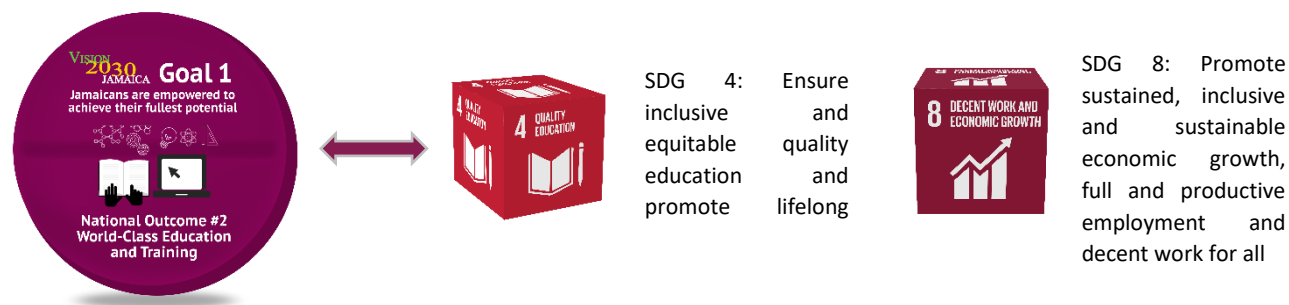 VISION
2030
JAMAICA
Goal 1
Jamaicans are empowered to
achieve their fullest potential
National Outcome #2
World-Class Education
and Training
4 QUALITY
EDUCATION
4 QUALITY
EDUCATION
SDG 4: Ensure
inclusive and
equitable quality
education and
promote lifelong
8 DECENT WORK AND
ECONOMIC GROWTH
SDG 8: Promote
sustained, inclusive
and sustainable
economic growth,
full and productive
employment and
decent work for all